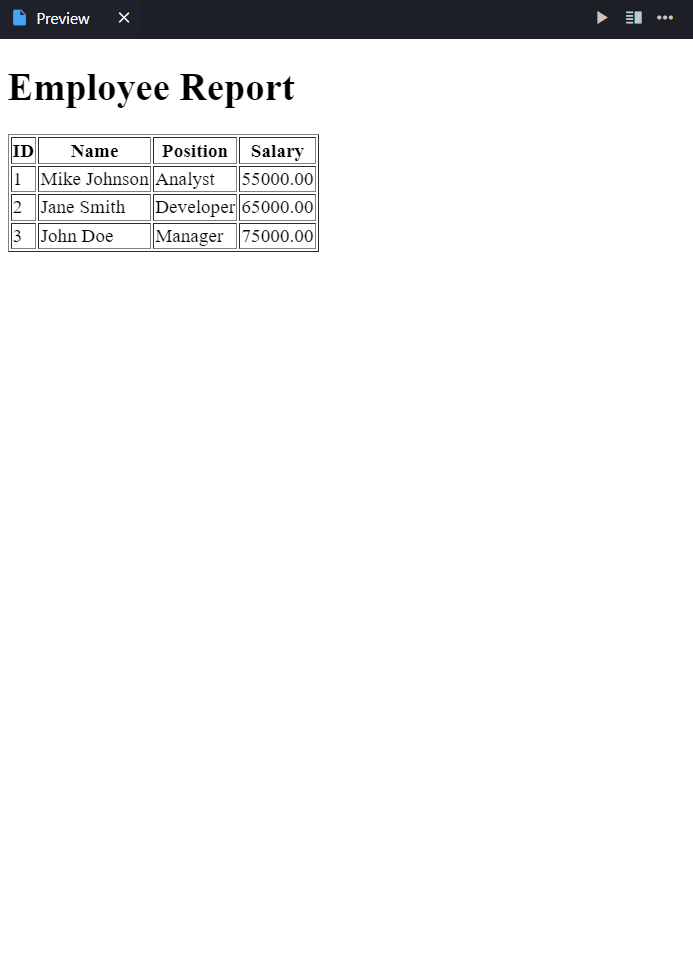 Preview
Employee Report
ID Name Position Salary
1 Mike Johnson Analyst 55000.00
2 Jane Smith Developer 65000.00
3 John Doe Manager 75000.00